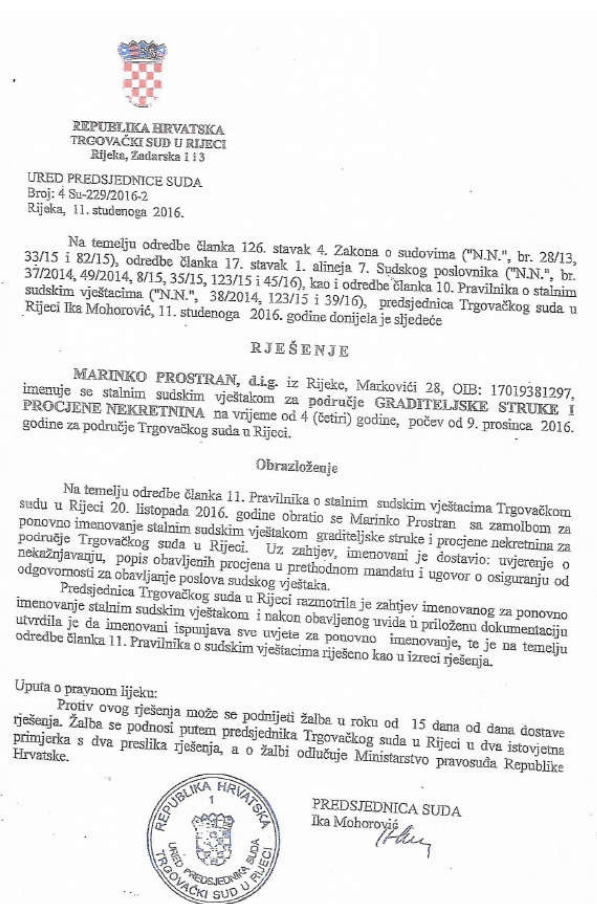 REPUBLIKA HRVATSKA
TRGOVAČKI SUD U RIJECI
Rijeka, Zadarska 1 i 3
URED PREDSJEDNICE SUDA
Broj: 4 Su-229/2016-2
Rijeka, 11. studenoga 2016.
Na temelju odredbe članka 126. stavak 4. Zakona o sudovima ("N.N.", br. 28/13,
33/15 i 82/15), odredbe članka 17. stavak 1. alineja 7. Sudskog poslovnika ("N.N.", br.
37/2014, 49/2014, 8/15, 35/15, 123/15 i 45/16), kao i odredbe članka 10. Pravilnika o stalnim
sudskim vještacima ("N.N.", 38/2014, 123/15 i 39/16), predsjednica Trgovačkog suda u
Rijeci Ika Mohorović, 11. studenoga 2016. godine donijela je sljedeće
RJEŠENJE
MARINKO PROSTRAN, d.i.g. iz Rijeke, Markovići 28, OIB: 17019381297,
imenuje se stalnim sudskim vještakom za područje GRADITELJSKE STRUKE I
PROCJENE NEKRETNINA na vrijeme od 4 (četiri) godine, počev od 9. prosinca 2016.
godine za područje Trgovačkog suda u Rijeci.
Obrazloženje
Na temelju odredbe članka 11. Pravilnika o stalnim sudskim vještacima Trgovačkom
sudu u Rijeci 20. listopada 2016. godine obratio se Marinko Prostran sa zamolbom za
ponovno imenovanje stalnim sudskim vještakom graditeljske struke i procjene nekretnina za
područje Trgovačkog suda u Rijeci. Uz zahtjev, imenovani je dostavio: uvjerenje o
nekažnjavanju, popis obavljenih procjena u prethodnom mandatu i ugovor o osiguranju od
odgovornosti za obavljanje poslova sudskog vještaka.
Predsjednica Trgovačkog suda u Rijeci razmotrila je zahtjev imenovanog za ponovno
imenovanje stalnim sudskim vještakom i nakon obavljenog uvida u priloženu dokumentaciju
utvrdila je da imenovani ispunjava sve uvjete za ponovno imenovanje, te je na temelju
odredbe članka 11. Pravilnika o sudskim vještacima riješeno kao u izreci rješenja.
Uputa o pravnom lijeku:
Protiv ovog rješenja može se podnijeti žalba u roku od 15 dana od dana dostave
rješenja. Žalba se podnosi putem predsjednika Trgovačkog suda u Rijeci u dva istovjetna
primjerka s dva preslika rješenja, a o žalbi odlučuje Ministarstvo pravosuđa Republike
Hrvatske.
PREDSJEDNICA SUDA
Ika Mohorović
REPUBLIKA HRVATSKA
1
URED PREDSJEDNIKA SUDA
TRGOVAČKI SUD U RIJECI